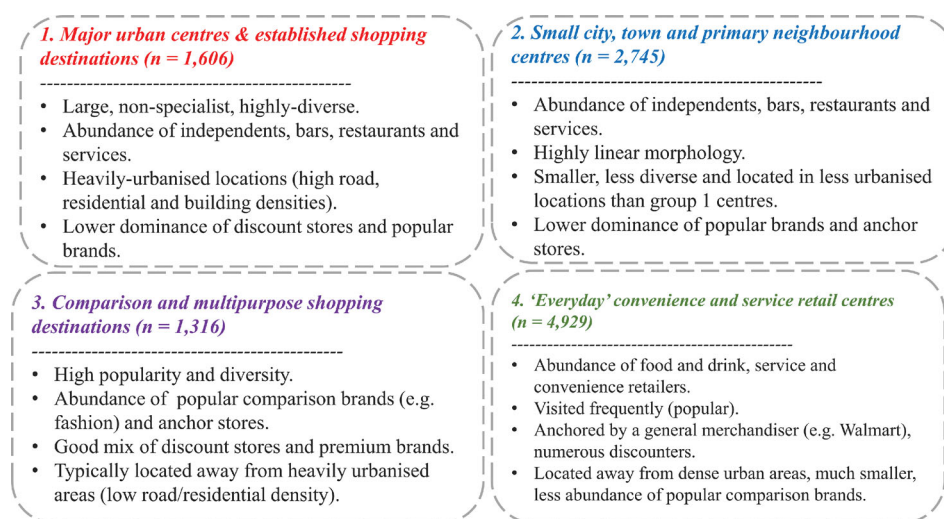 1. Major urban centres & established shopping
destinations (n = 1,606)
----------------------------------------------
• Large, non-specialist, highly-diverse.
• Abundance of independents, bars, restaurants and
services.
• Heavily-urbanised locations (high road,
residential and building densities).
• Lower dominance of discount stores and popular
brands.
2. Small city, town and primary neighbourhood
centres (n = 2,745)
----------------------------------------------
• Abundance of independents, bars, restaurants and
services.
• Highly linear morphology.
• Smaller, less diverse and located in less urbanised
locations than group 1 centres.
• Lower dominance of popular brands and anchor
stores.
3. Comparison and multipurpose shopping
destinations (n = 1,316)
----------------------------------------------
• High popularity and diversity.
• Abundance of popular comparison brands (e.g.
fashion) and anchor stores.
• Good mix of discount stores and premium brands.
• Typically located away from heavily urbanised
areas (low road/residential density).
4. ‘Everyday’ convenience and service retail centres
(n = 4,929)
----------------------------------------------
• Abundance of food and drink, service and
convenience retailers.
• Visited frequently (popular).
• Anchored by a general merchandiser (e.g. Walmart),
numerous discounters.
• Located away from dense urban areas, much smaller,
less abundance of popular comparison brands.